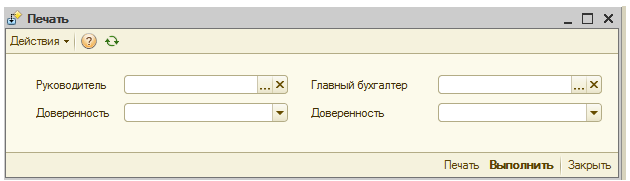 Печать
Действия
Руководитель ... Главный бухгалтер ...
Доверенность Доверенность
Печать Выполнить Закрыть